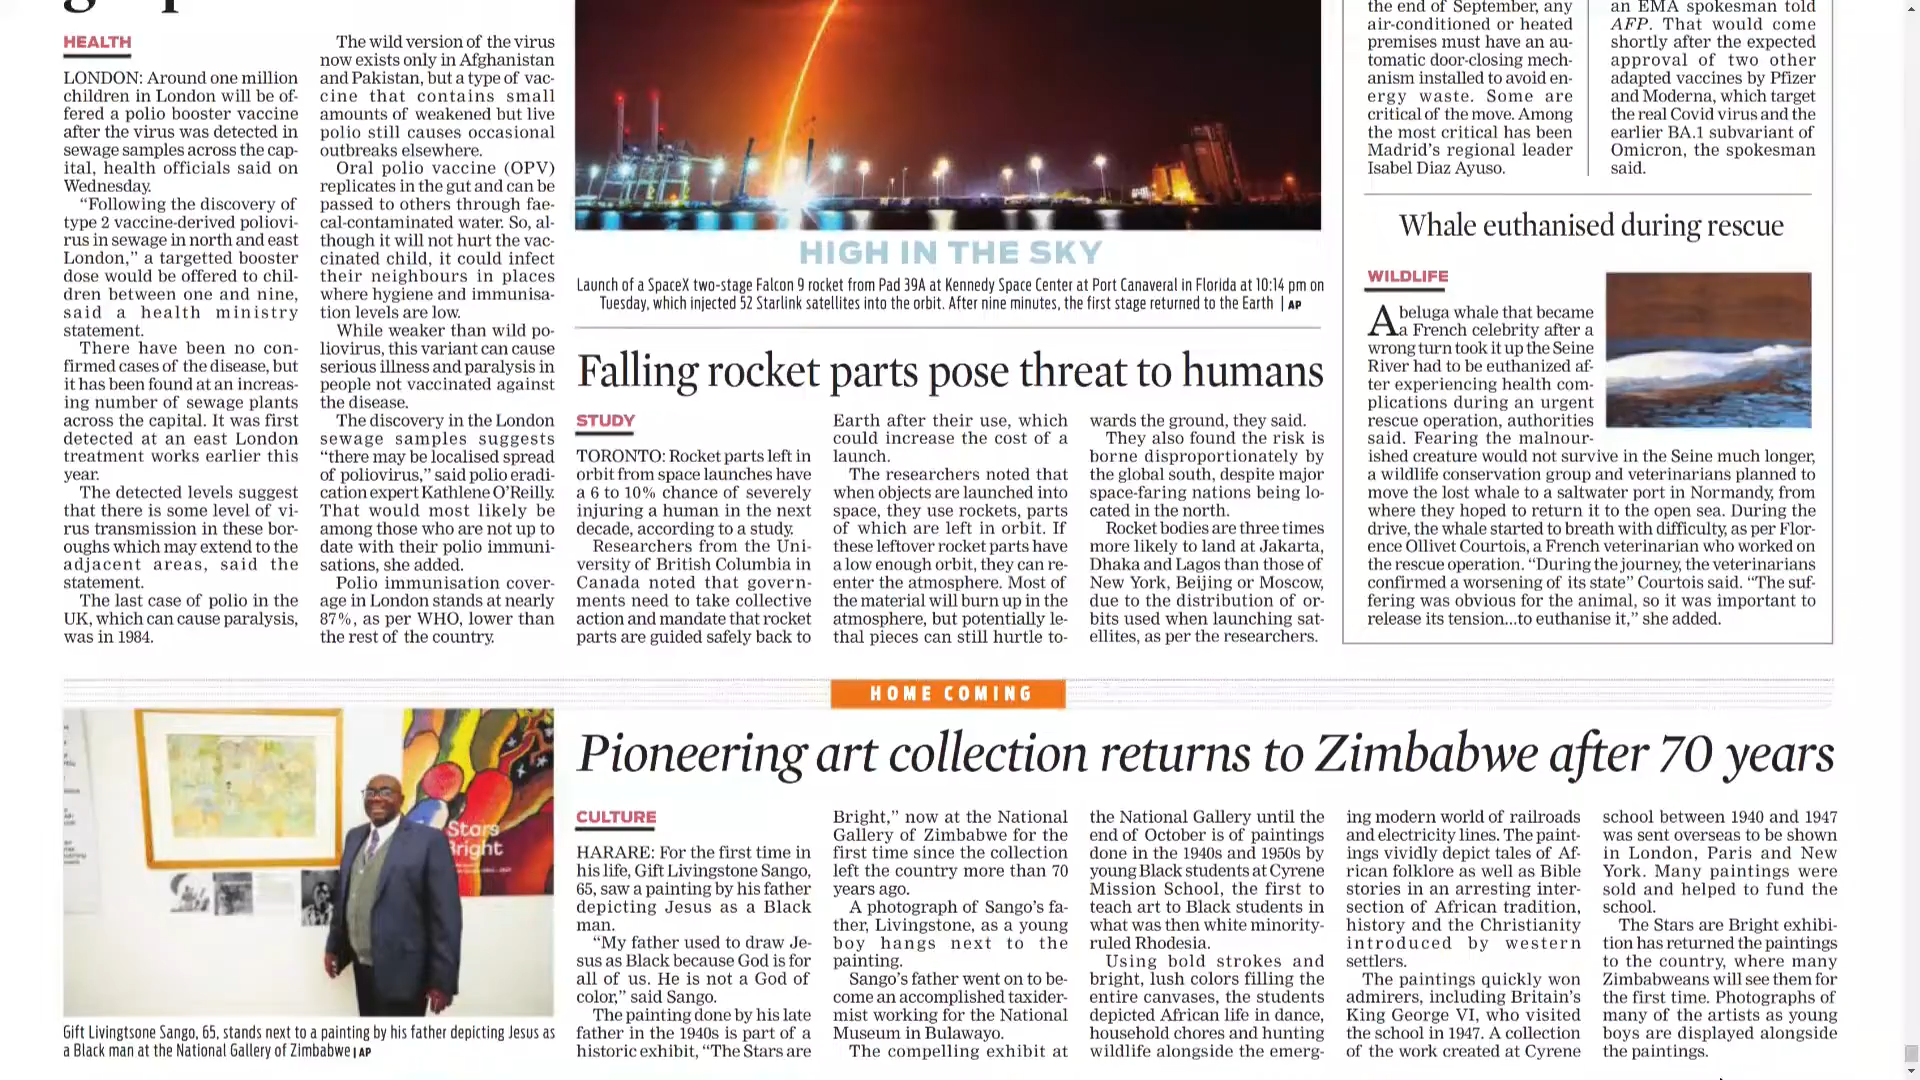 HEALTH
LONDON: Around one million
children in London will be of-
fered a polio booster vaccine
after the virus was detected in
sewage samples across the cap-
ital, health officials said on
Wednesday.
“Following the discovery of
type 2 vaccine-derived poliovi-
rus in sewage in north and east
London,” a targetted booster
dose would be offered to chil-
dren between one and nine,
said a health ministry
statement.
There have been no con-
firmed cases of the disease, but
it has been found at an increas-
ing number of sewage plants
across the capital. It was first
detected at an east London
treatment works earlier this
year.
The detected levels suggest
that there is some level of vi-
rus transmission in these bor-
oughs which may extend to the
adjacent areas, said the
statement.
The last case of polio in the
UK, which can cause paralysis,
was in 1984.
The wild version of the virus
now exists only in Afghanistan
and Pakistan, but a type of vac-
cine that contains small
amounts of weakened but live
polio still causes occasional
outbreaks elsewhere.
Oral polio vaccine (OPV)
replicates in the gut and can be
passed to others through fae-
cal-contaminated water. So, al-
though it will not hurt the vac-
cinated child, it could infect
their neighbours in places
where hygiene and immunisa-
tion levels are low.
While weaker than wild po-
liovirus, this variant can cause
serious illness and paralysis in
people not vaccinated against
the disease.
The discovery in the London
sewage samples suggests
“there may be localised spread
of poliovirus,” said polio eradi-
cation expert Kathlene O’Reilly.
That would most likely be
among those who are not up to
date with their polio immuni-
sations, she added.
Polio immunisation cover-
age in London stands at nearly
87%, as per WHO, lower than
the rest of the country.
HIGH IN THE SKY
Launch of a SpaceX two-stage Falcon 9 rocket from Pad 39A at Kennedy Space Center at Port Canaveral in Florida at 10:14 pm on
Tuesday, which injected 52 Starlink satellites into the orbit. After nine minutes, the first stage returned to the Earth | AP
Falling rocket parts pose threat to humans
STUDY
TORONTO: Rocket parts left in
orbit from space launches have
a 6 to 10% chance of severely
injuring a human in the next
decade, according to a study.
Researchers from the Uni-
versity of British Columbia in
Canada noted that govern-
ments need to take collective
action and mandate that rocket
parts are guided safely back to
Earth after their use, which
could increase the cost of a
launch.
The researchers noted that
when objects are launched into
space, they use rockets, parts
of which are left in orbit. If
these leftover rocket parts have
a low enough orbit, they can re-
enter the atmosphere. Most of
the material will burn up in the
atmosphere, but potentially le-
thal pieces can still hurtle to-
wards the ground, they said.
They also found the risk is
borne disproportionately by
the global south, despite major
space-faring nations being lo-
cated in the north.
Rocket bodies are three times
more likely to land at Jakarta,
Dhaka and Lagos than those of
New York, Beijing or Moscow,
due to the distribution of or-
bits used when launching sat-
ellites, as per the researchers.
the end of September, any
air-conditioned or heated
premises must have an au-
tomatic door-closing mech-
anism installed to avoid en-
ergy waste. Some are
critical of the move. Among
the most critical has been
Madrid’s regional leader
Isabel Diaz Ayuso.
an EMA spokesman told
AFP. That would come
shortly after the expected
approval of two other
adapted vaccines by Pfizer
and Moderna, which target
the real Covid virus and the
earlier BA.1 subvariant of
Omicron, the spokesman
said.
Whale euthanised during rescue
WILDLIFE
A beluga whale that became
a French celebrity after a
wrong turn took it up the Seine
River had to be euthanized af-
ter experiencing health com-
plications during an urgent
rescue operation, authorities
said. Fearing the malnour-
ished creature would not survive in the Seine much longer,
a wildlife conservation group and veterinarians planned to
move the lost whale to a saltwater port in Normandy, from
where they hoped to return it to the open sea. During the
drive, the whale started to breath with difficulty, as per Flor-
ence Ollivet Courtois, a French veterinarian who worked on
the rescue operation. “During the journey, the veterinarians
confirmed a worsening of its state” Courtois said. “The suf-
fering was obvious for the animal, so it was important to
release its tension...to euthanise it,” she added.
HOME COMING
Stars
Bright
Gift Livingtsone Sango, 65, stands next to a painting by his father depicting Jesus as
a Black man at the National Gallery of Zimbabwe | AP
Pioneering art collection returns to Zimbabwe after 70 years
CULTURE
HARARE: For the first time in
his life, Gift Livingstone Sango,
65, saw a painting by his father
depicting Jesus as a Black
man.
“My father used to draw Je-
sus as Black because God is for
all of us. He is not a God of
color,” said Sango.
The painting done by his late
father in the 1940s is part of a
historic exhibit, “The Stars are
Bright,” now at the National
Gallery of Zimbabwe for the
first time since the collection
left the country more than 70
years ago.
A photograph of Sango’s fa-
ther, Livingstone, as a young
boy hangs next to the
painting.
Sango’s father went on to be-
come an accomplished taxider-
mist working for the National
Museum in Bulawayo.
The compelling exhibit at
the National Gallery until the
end of October is of paintings
done in the 1940s and 1950s by
young Black students at Cyrene
Mission School, the first to
teach art to Black students in
what was then white minority-
ruled Rhodesia.
Using bold strokes and
bright, lush colors filling the
entire canvases, the students
depicted African life in dance,
household chores and hunting
wildlife alongside the emerg-
ing modern world of railroads
and electricity lines. The paint-
ings vividly depict tales of Af-
rican folklore as well as Bible
stories in an arresting inter-
section of African tradition,
history and the Christianity
introduced by western
settlers.
The paintings quickly won
admirers, including Britain’s
King George VI, who visited
the school in 1947. A collection
of the work created at Cyrene
school between 1940 and 1947
was sent overseas to be shown
in London, Paris and New
York. Many paintings were
sold and helped to fund the
school.
The Stars are Bright exhibi-
tion has returned the paintings
to the country, where many
Zimbabweans will see them for
the first time. Photographs of
many of the artists as young
boys are displayed alongside
the paintings.